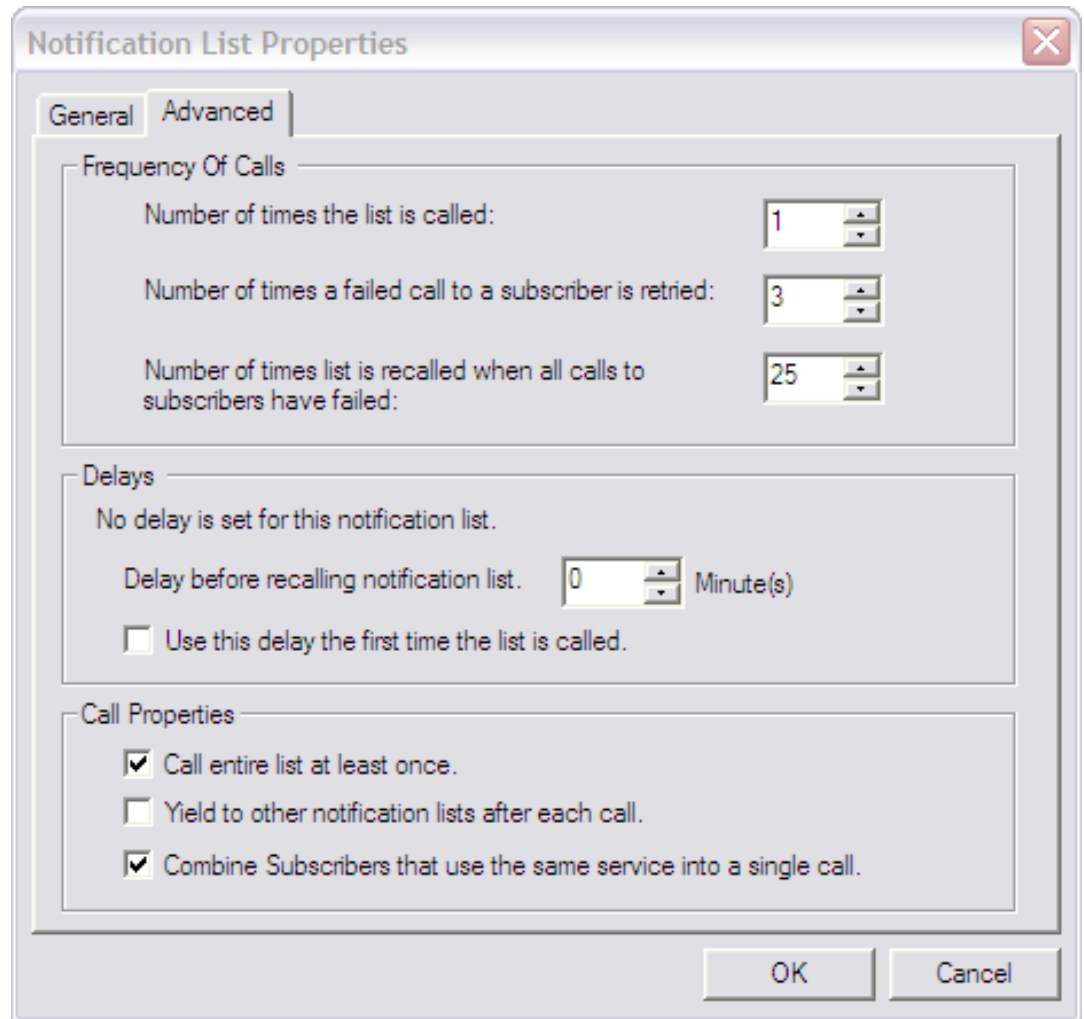 Notification List Properties
General
Advanced
Frequency Of Calls
Number of times the list is called:
1
Number of times a failed call to a subscriber is retried:
3
Number of times list is recalled when all calls to
subscribers have failed:
25
Delays
No delay is set for this notification list.
Delay before recalling notification list.
0
Minute(s)
Use this delay the first time the list is called.
Call Properties
Call entire list at least once.
Yield to other notification lists after each call.
Combine Subscribers that use the same service into a single call.
OK
Cancel